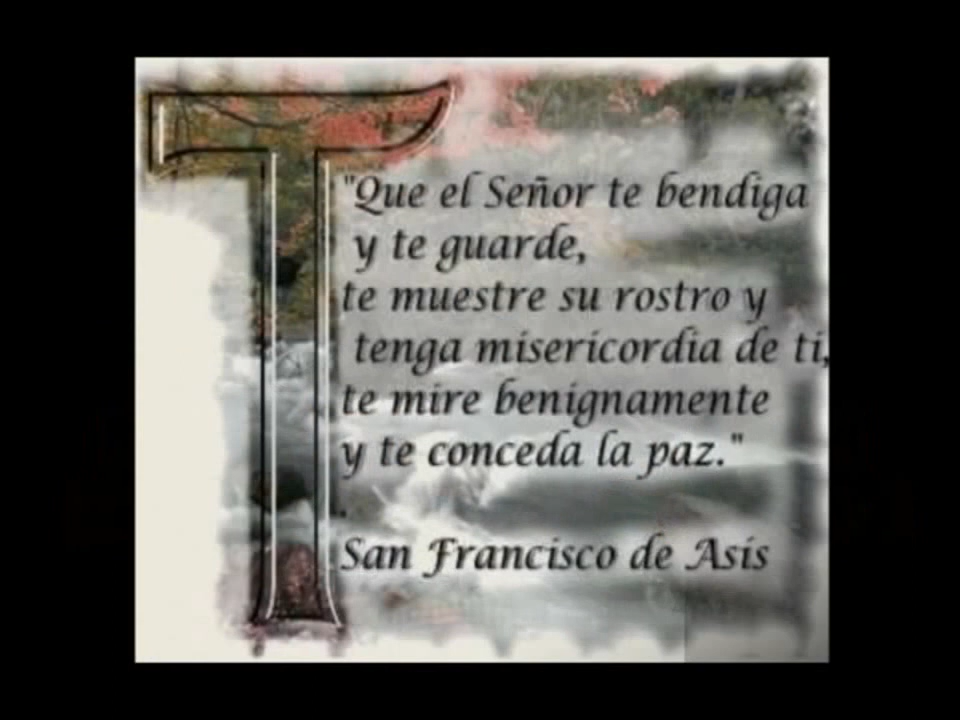 "Que el Señor te bendiga
y te guarde,
te muestre su rostro y
tenga misericordia de ti,
te mire benignamente
y te conceda la paz."
San Francisco de Asís